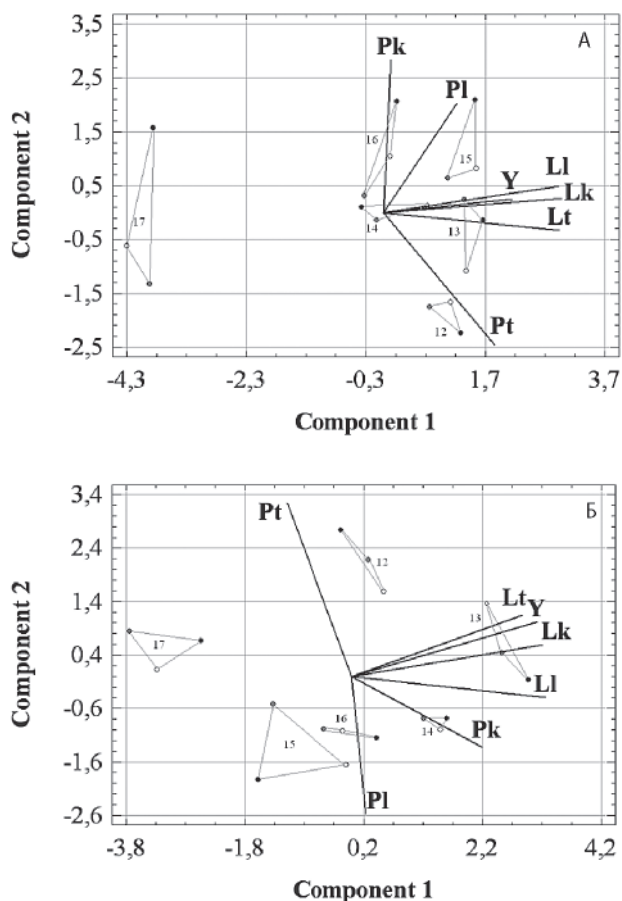 3,5
А
Pk
2,5
Pl
1,5
16
15
Ll
0,5
Y
Lk
17
Lt
-0,5
14
13
-1,5
12
Pt
-2,5
-4,3 -2,3 -0,3 1,7 3,7
Component 2
Component 1
3,4
Б
Pt
2,4
12
1,4
13
Lt
Y
17
Lk
0,4
Ll
-0,6
16
14
Pk
15
-1,6
Pl
-2,6
-3,8 -1,8 0,2 2,2 4,2
Component 2
Component 1